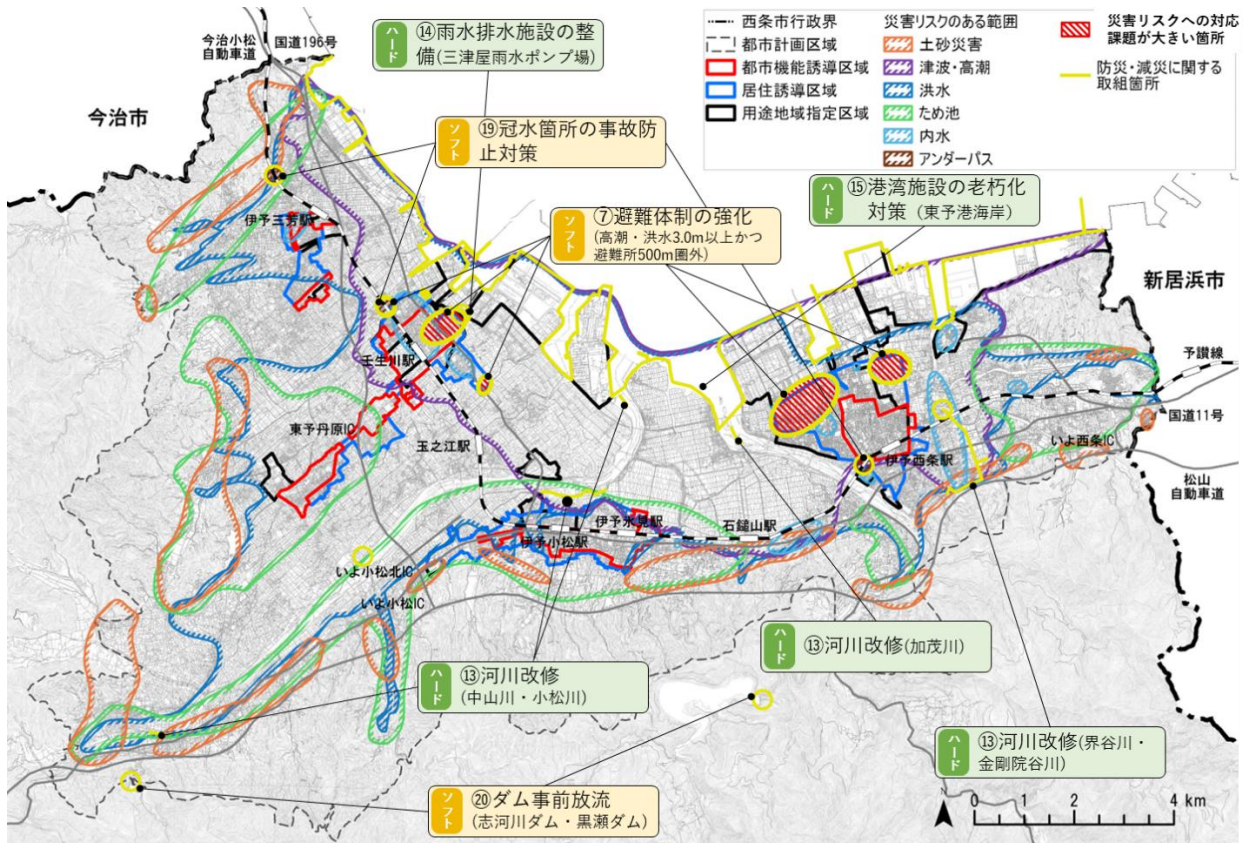 今治小松
自動車道
国道196号
ハード
⑭雨水排水施設の整
備(三津屋雨水ポンプ場)
西条市行政界
都市計画区域
都市機能誘導区域
居住誘導区域
用途地域指定区域
災害リスクのある範囲
土砂災害
津波・高潮
洪水
ため池
内水
アンダーパス
災害リスクへの対応
課題が大きい箇所
防災・減災に関する
取組箇所
今治市
ソフト
⑲冠水箇所の事故防
止対策
ハード
⑮港湾施設の老朽化
対策（東予港海岸）
ソフト
⑦避難体制の強化
(高潮・洪水3.0m以上かつ
避難所500m圏外)
伊予三芳駅
新居浜市
壬生川駅
予讃線
国道11号
東予丹原IC
玉之江駅
いよ西条IC
伊予西条駅
松山
自動車道
伊予氷見駅
石鎚山駅
伊予小松駅
いよ小松北IC
いよ小松IC
ハード
⑬河川改修(加茂川)
ハード
⑬河川改修
(中山川・小松川)
ハード
⑬河川改修(界谷川・
金剛院谷川)
ソフト
⑳ダム事前放流
(志河川ダム・黒瀬ダム)
0 1 2 4 km